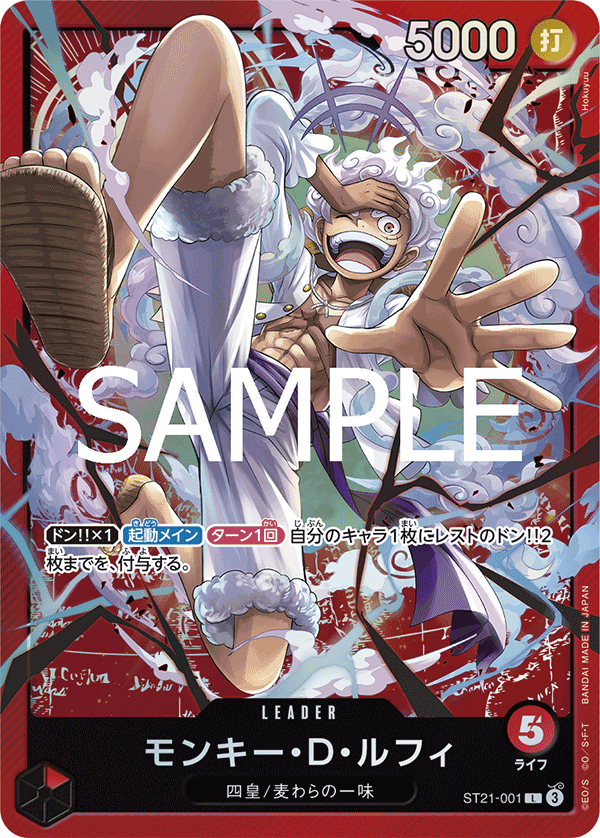 5000 打
Hokuyuu
SAMPLE
ドン!!×1 起動メイン ターン1回 自分のキャラ1枚にレストのドン!!2
枚までを、付与する。
LEADER
モンキー・D・ルフィ
四皇/麦わらの一味
5
ライフ
ST21-001 L 3
©E/S ©O/S・F・T BANDAI MADE IN JAPAN